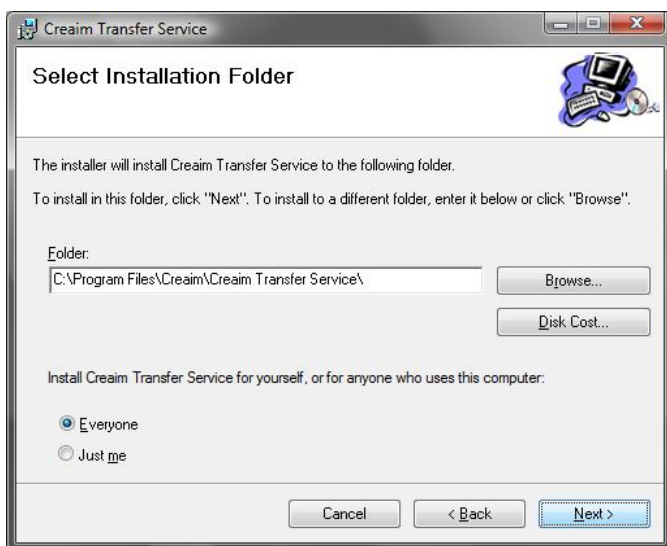 Creaim Transfer Service
Select Installation Folder
The installer will install Creaim Transfer Service to the following folder.
To install in this folder, click "Next". To install to a different folder, enter it below or click "Browse".
Folder:
C:\Program Files\Creaim\Creaim Transfer Service\
Browse...
Disk Cost...
Install Creaim Transfer Service for yourself, or for anyone who uses this computer:
Everyone
Just me
Cancel
< Back
Next >